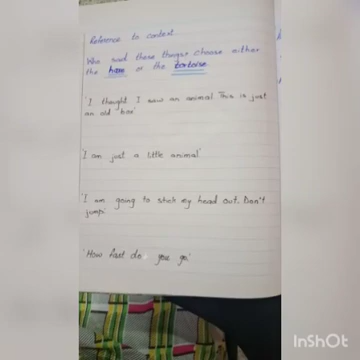 Reference to context
Who said these things choose either
the hare or the tortoise
'I thought I saw an animal This is just
an old box'
'I am just a little animal'
'I am going to stick my head out. Don't
jump'
'How fast do you go'
InShOt